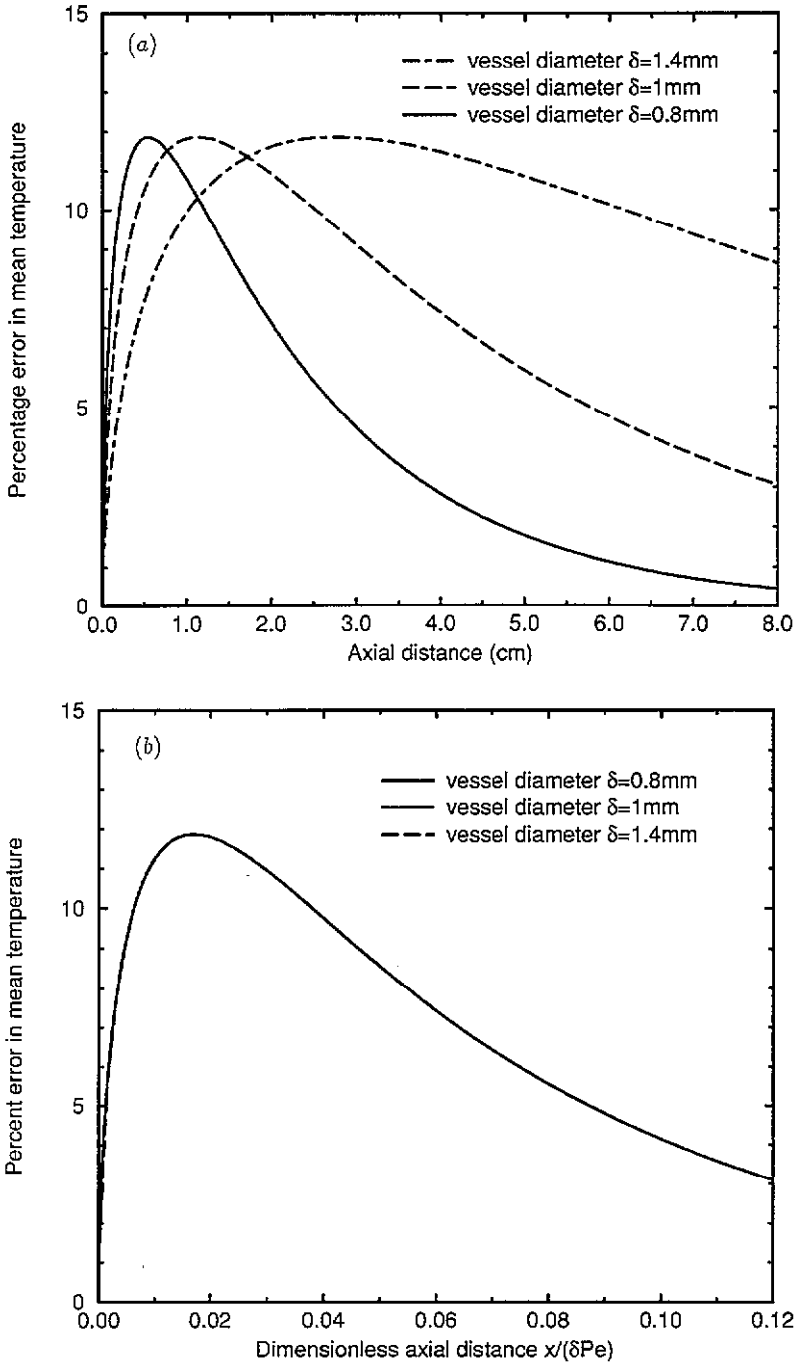 (a)
vessel diameter δ=1.4mm
vessel diameter δ=1mm
vessel diameter δ=0.8mm
Percentage error in mean temperature
15
10
5
0
0.0 1.0 2.0 3.0 4.0 5.0 6.0 7.0 8.0
Axial distance (cm)
(b)
vessel diameter δ=0.8mm
vessel diameter δ=1mm
vessel diameter δ=1.4mm
Percent error in mean temperature
15
10
5
0
0.00 0.02 0.04 0.06 0.08 0.10 0.12
Dimensionless axial distance x/(δPe)